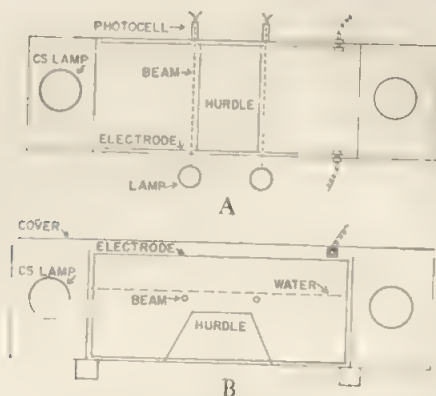 PHOTOCELL
CS LAMP
BEAM
HURDLE
ELECTRODE
LAMP
A
COVER
ELECTRODE
CS LAMP
WATER
BEAM
HURDLE
B